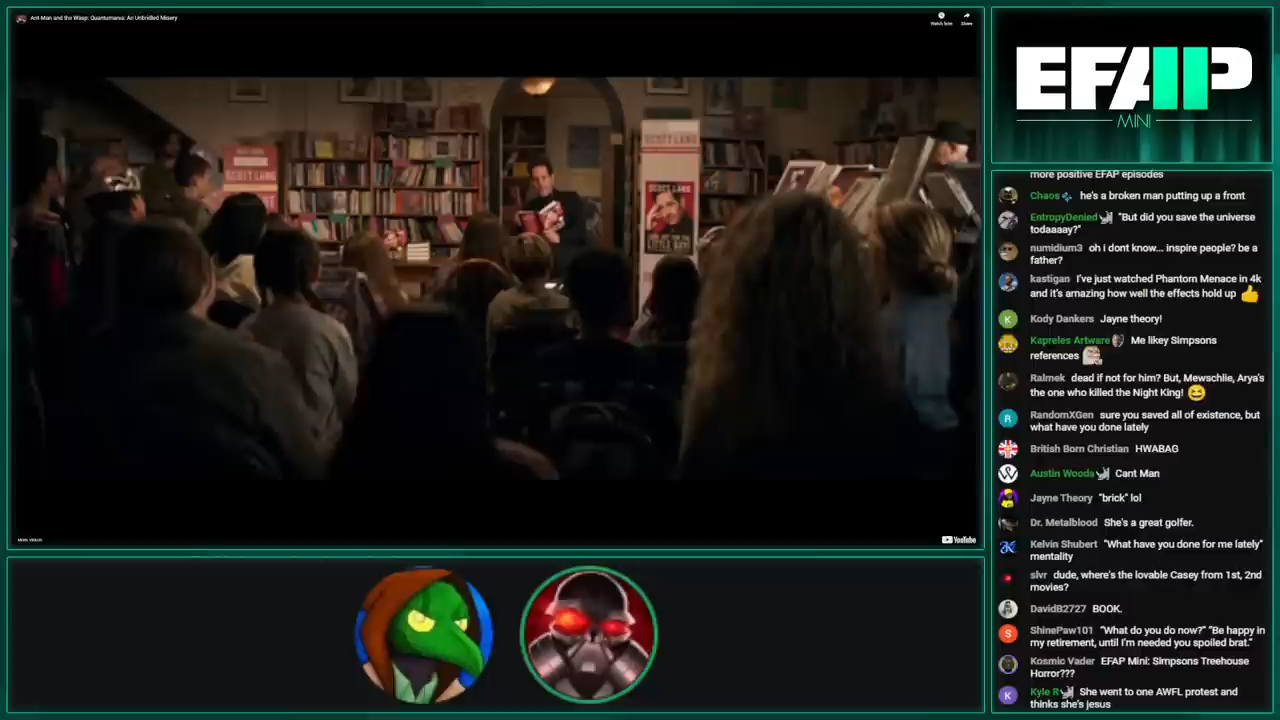 Ant-Man and the Wasp: Quantumania: An Unbridled Misery
Watch later
Share
SCOTT LANG
SCOTT LANG
SCOTT LANG
LITTLE GUY
MORE VIDEOS
YouTube
EFAP
MINI
more positive EFAP episodes
Chaos he's a broken man putting up a front
EntropyDenied "But did you save the universe
todaaaay?"
numidium3 oh i dont know... inspire people? be a
father?
kastigan I've just watched Phantom Menace in 4k
and it's amazing how well the effects hold up
K
Kody Dankers Jayne theory!
Kapreles Artware Me likey Simpsons
references
Ralmek dead if not for him? But, Mewschlie, Arya's
the one who killed the Night King!
R
RandomXGen sure you saved all of existence, but
what have you done lately
British Born Christian HWABAG
Austin Woods Cant Man
Jayne Theory "brick" lol
Dr. Metalblood She's a great golfer.
Kelvin Shubert "What have you done for me lately"
mentality
slvr dude, where's the lovable Casey from 1st, 2nd
movies?
DavidB2727 BOOK.
S
ShinePaw101 "What do you do now?" "Be happy in
my retirement, until I'm needed you spoiled brat."
Kosmic Vader EFAP Mini: SImpsons Treehouse
Horror???
K
Kyle R She went to one AWFL protest and
thinks she's jesus